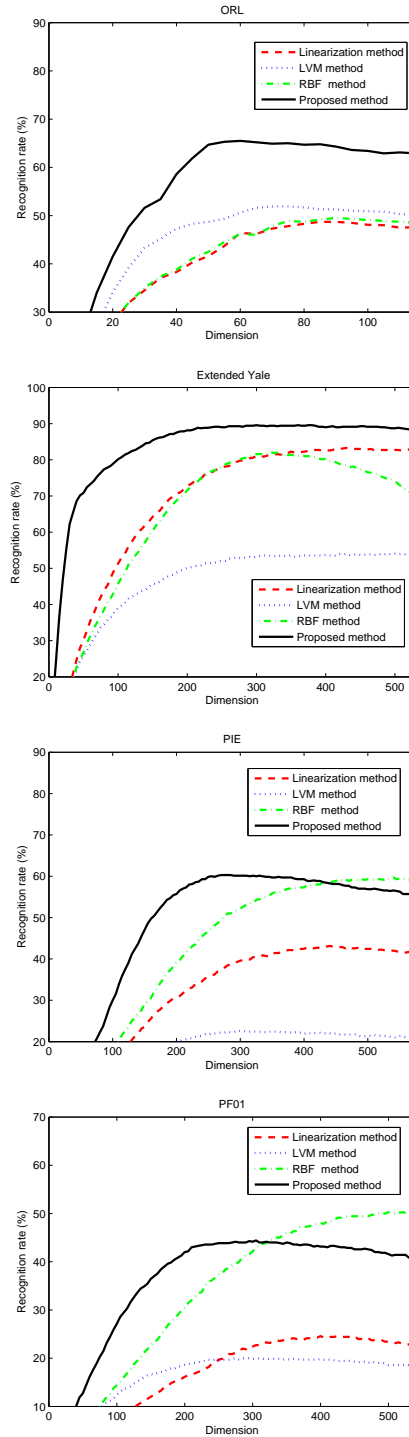 ORL
90
80
70
60
50
40
30
0 20 40 60 80 100
Recognition rate (%)
Dimension
Linearization method
LVM method
RBF method
Proposed method
Extended Yale
100
90
80
70
60
50
40
30
20
0 100 200 300 400 500
Recognition rate (%)
Dimension
Linearization method
LVM method
RBF method
Proposed method
PIE
90
80
70
60
50
40
30
20
0 100 200 300 400 500
Recognition rate (%)
Dimension
Linearization method
LVM method
RBF method
Proposed method
PF01
70
60
50
40
30
20
10
0 100 200 300 400 500
Recognition rate (%)
Dimension
Linearization method
LVM method
RBF method
Proposed method